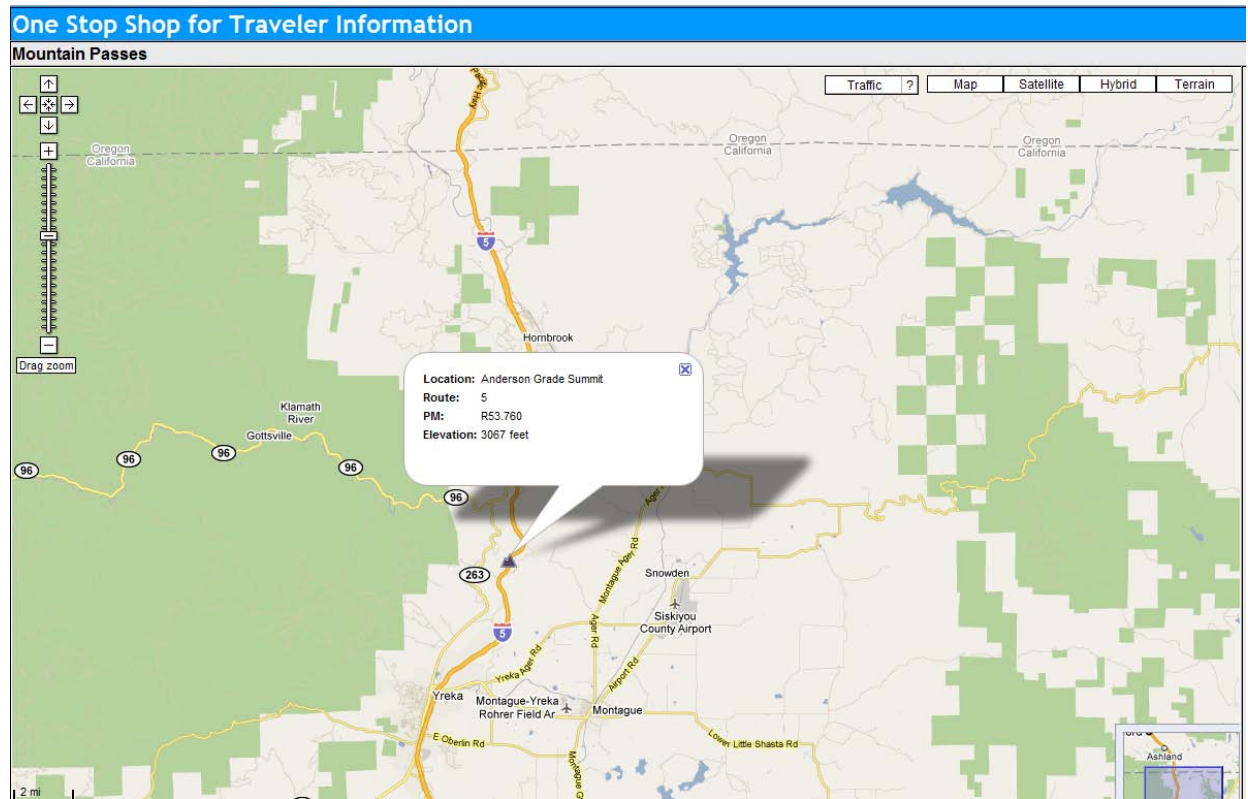 One Stop Shop for Traveler Information
Mountain Passes
Traffic ? Map Satellite Hybrid Terrain
Oregon
California
Oregon
California
Oregon
California
5
Hornbrook
Drag zoom
Location: Anderson Grade Summit
Route: 5
PM: R53.760
Elevation: 3067 feet
Klamath
River
Gottsville
96
96
96
96
96
Ager
263
Montague Ager Rd
Snowden
Siskiyou
County Airport
5
Ager Rd
Yreka Ager Rd
Airport Rd
Yreka
Montague-Yreka
Rohrer Field Ar
Montague
E Oberlin Rd
Lower Little Shasta Rd
Montague
Ashland
2 mi